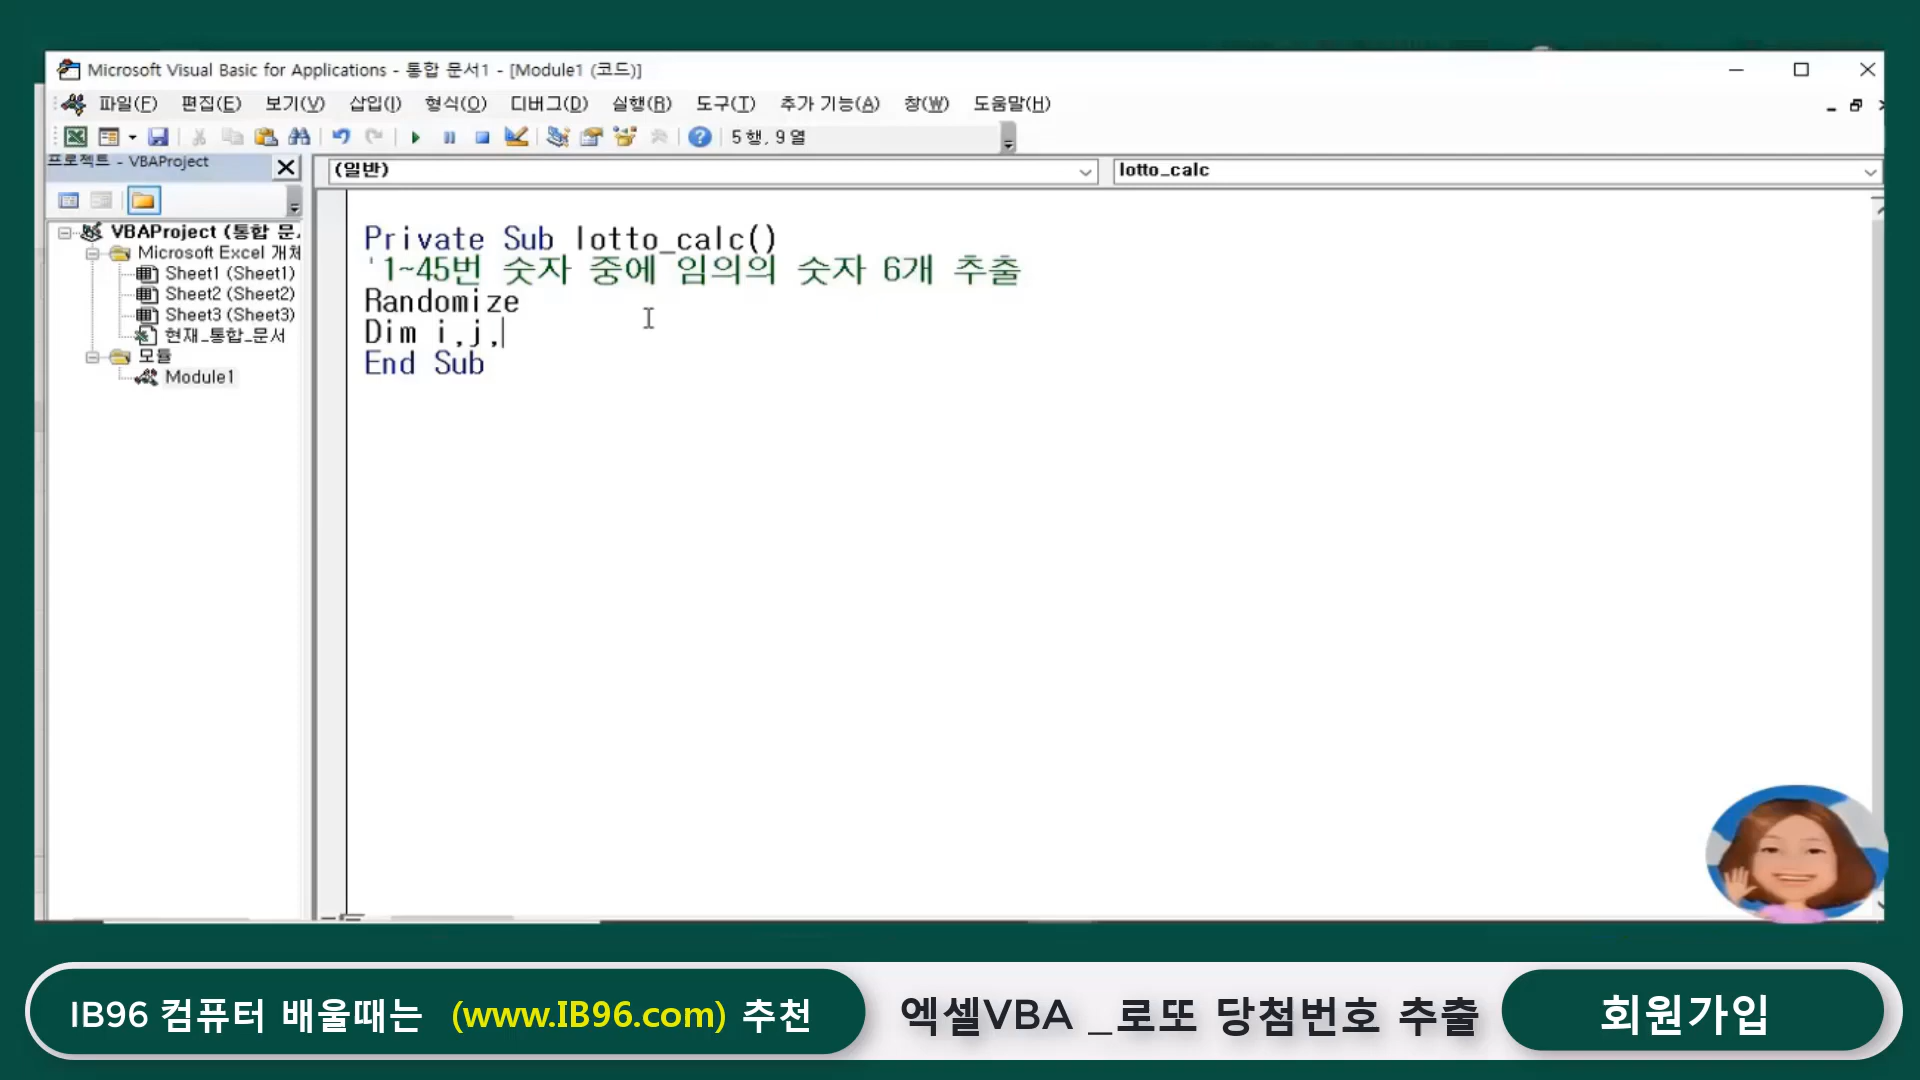 Microsoft Visual Basic for Applications - 통합 문서1 - [Module1 (코드)]
파일(F) 편집(E) 보기(V) 삽입(I) 형식(O) 디버그(D) 실행(R) 도구(T) 추가 기능(A) 창(W) 도움말(H)
5행, 9열
프로젝트 - VBAProject
(일반)
lotto_calc
VBAProject (통합 문
Microsoft Excel 개체
Sheet1 (Sheet1)
Sheet2 (Sheet2)
Sheet3 (Sheet3)
현재_통합_문서
모듈
Module1
Private Sub lotto_calc()
'1~45번 숫자 중에 임의의 숫자 6개 추출
Randomize
Dim i,j,
End Sub
IB96 컴퓨터 배울때는 (www.IB96.com) 추천
엑셀VBA _로또 당첨번호 추출
회원가입